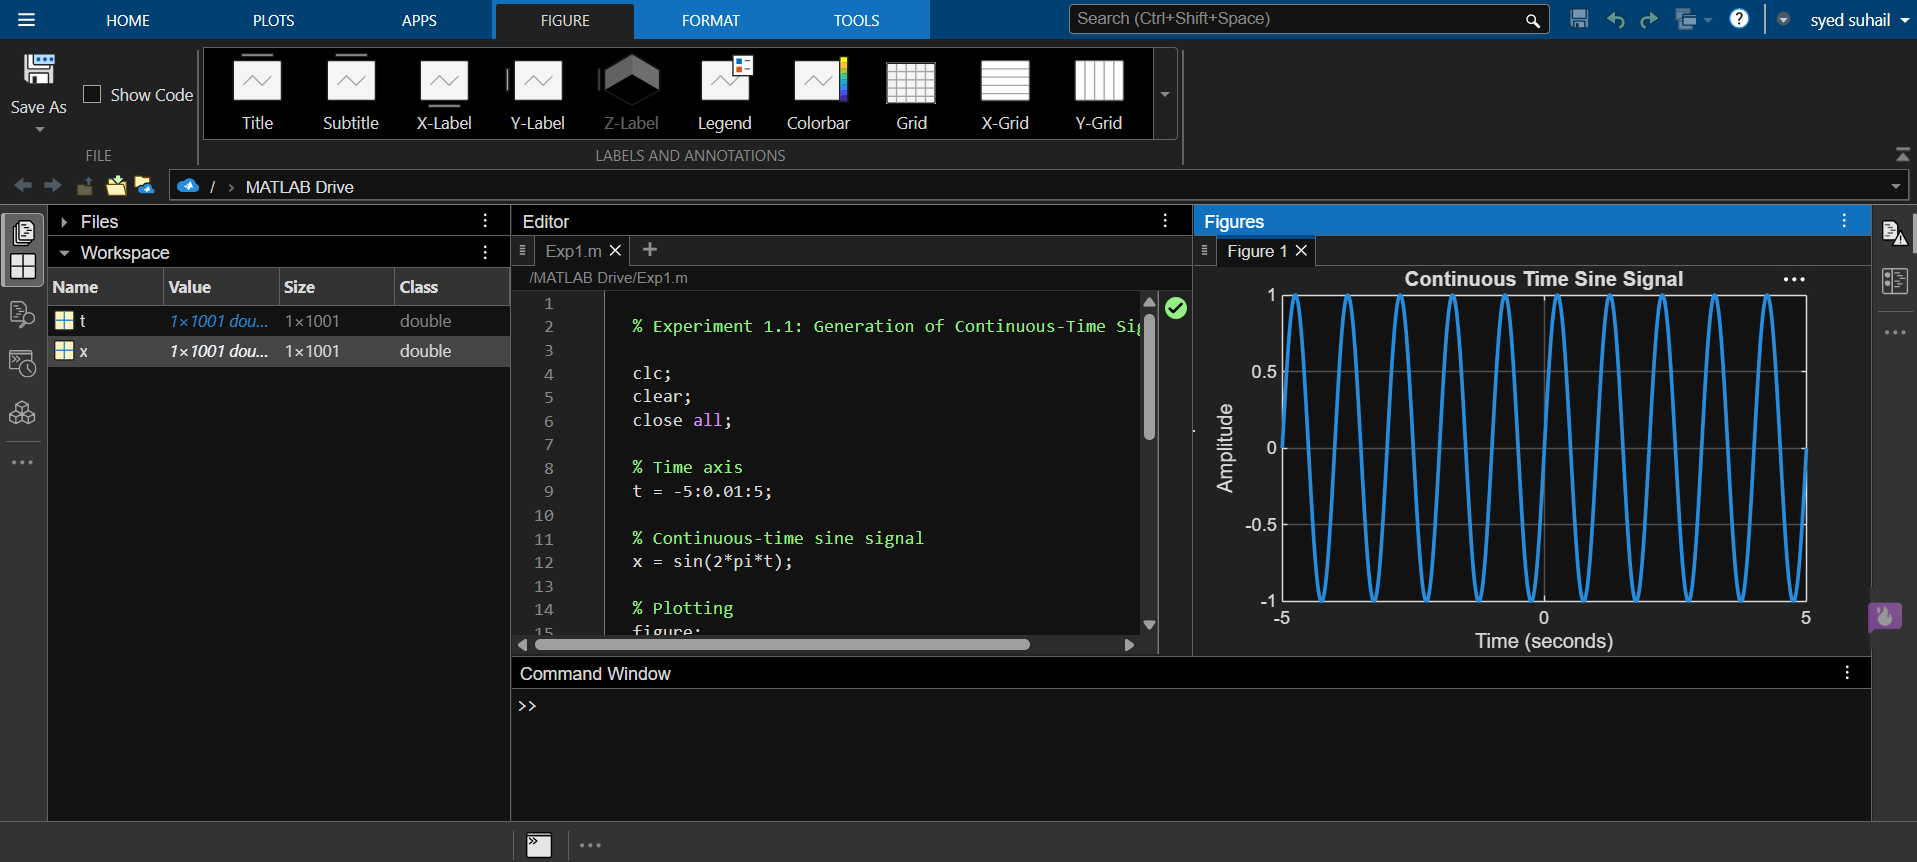 HOME PLOTS APPS FIGURE FORMAT TOOLS Search (Ctrl+Shift+Space) ? syed suhail
Save As
Show Code
Title Subtitle X-Label Y-Label Z-Label Legend Colorbar Grid X-Grid Y-Grid
FILE LABELS AND ANNOTATIONS
/ › MATLAB Drive
Files
Workspace
Name Value Size Class
t 1×1001 dou... 1×1001 double
x 1×1001 dou... 1×1001 double
Editor
Exp1.m
/MATLAB Drive/Exp1.m
1
2 % Experiment 1.1: Generation of Continuous-Time Sig
3
4 clc;
5 clear;
6 close all;
7
8 % Time axis
9 t = -5:0.01:5;
10
11 % Continuous-time sine signal
12 x = sin(2*pi*t);
13
14 % Plotting
15 figure;
Figures
Figure 1
Continuous Time Sine Signal
1
0.5
0
-0.5
-1
Amplitude
-5 0 5
Time (seconds)
Command Window
>>